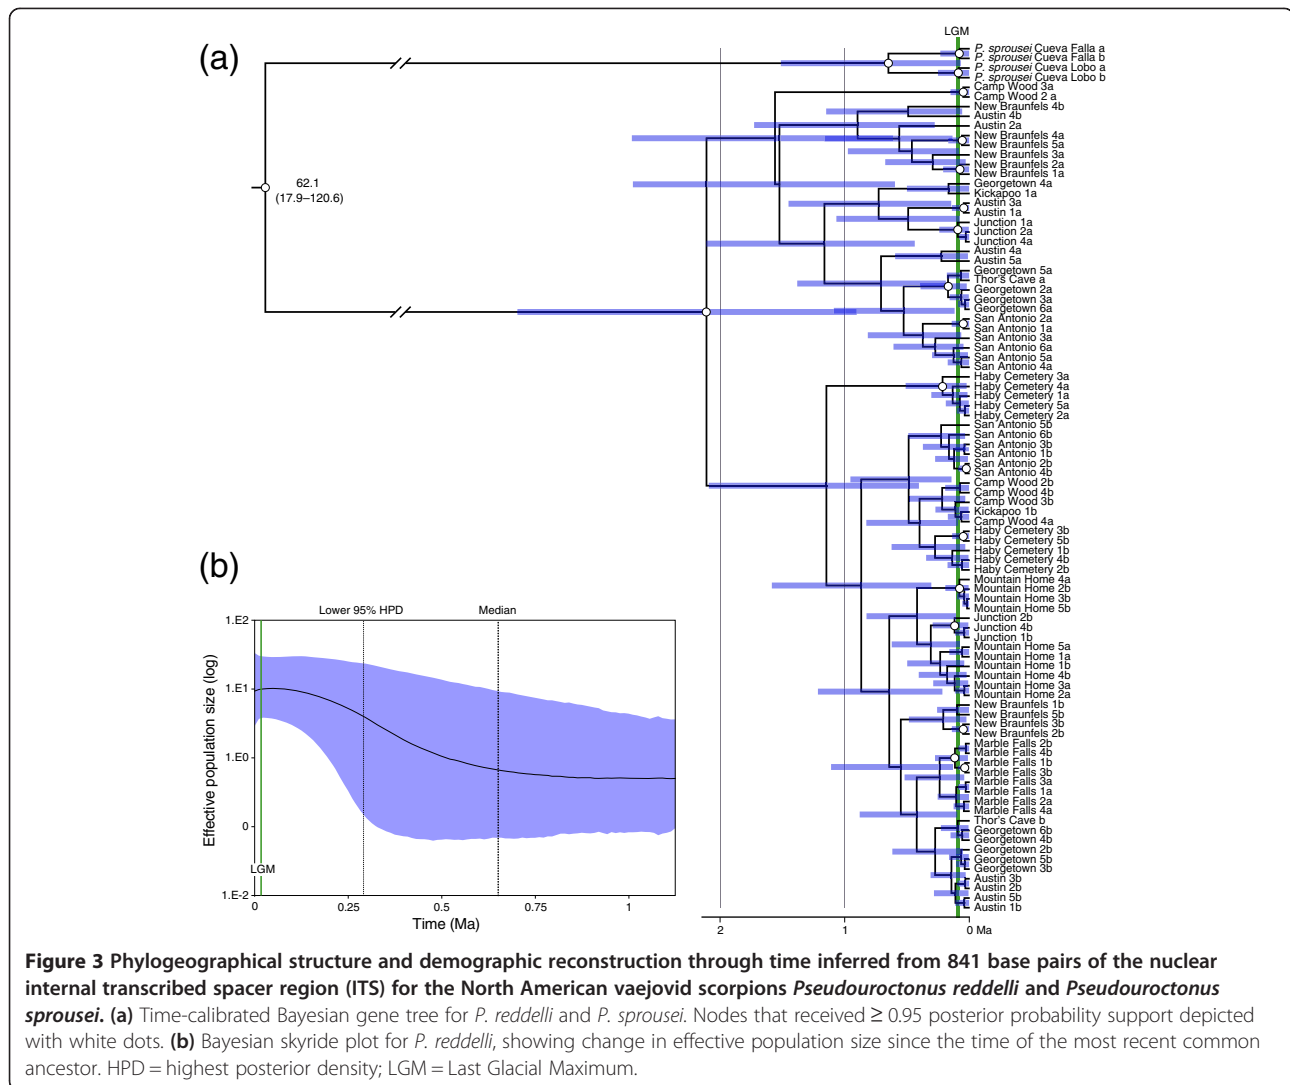 (a)
LGM
P. sprousei Cueva Falla a
P. sprousei Cueva Falla b
P. sprousei Cueva Lobo a
P. sprousei Cueva Lobo b
Camp Wood 3a
Camp Wood 2 a
New Braunfels 4b
Austin 4b
Austin 2a
New Braunfels 4a
New Braunfels 5a
New Braunfels 3a
New Braunfels 2a
New Braunfels 1a
62.1
(17.9–120.6)
Georgetown 4a
Kickapoo 1a
Austin 3a
Austin 1a
Junction 1a
Junction 2a
Junction 4a
Austin 4a
Austin 5a
Georgetown 5a
Thor's Cave a
Georgetown 2a
Georgetown 3a
Georgetown 6a
San Antonio 2a
San Antonio 1a
San Antonio 3a
San Antonio 6a
San Antonio 5a
San Antonio 4a
Haby Cemetery 3a
Haby Cemetery 4a
Haby Cemetery 1a
Haby Cemetery 5a
Haby Cemetery 2a
San Antonio 5b
San Antonio 6b
San Antonio 3b
San Antonio 1b
San Antonio 2b
San Antonio 4b
Camp Wood 2b
Camp Wood 4b
Camp Wood 3b
Kickapoo 1b
Camp Wood 4a
Haby Cemetery 3b
Haby Cemetery 5b
Haby Cemetery 1b
Haby Cemetery 4b
Haby Cemetery 2b
Mountain Home 4a
Mountain Home 2b
Mountain Home 3b
Mountain Home 5b
Junction 2b
Junction 4b
Junction 1b
Mountain Home 5a
Mountain Home 1a
Mountain Home 1b
Mountain Home 4b
Mountain Home 3a
Mountain Home 2a
New Braunfels 1b
New Braunfels 5b
New Braunfels 3b
New Braunfels 2b
Marble Falls 2b
Marble Falls 4b
Marble Falls 1b
Marble Falls 3b
Marble Falls 3a
Marble Falls 1a
Marble Falls 2a
Marble Falls 4a
Thor's Cave b
Georgetown 6b
Georgetown 4b
Georgetown 2b
Georgetown 5b
Georgetown 3b
Austin 3b
Austin 2b
Austin 5b
Austin 1b
2 1 0 Ma
(b)
Lower 95% HPD Median
1.E2
1.E1
1.E0
0
1.E-2
Effective population size (log)
LGM
0 0.25 0.5 0.75 1
Time (Ma)
Figure 3 Phylogeographical structure and demographic reconstruction through time inferred from 841 base pairs of the nuclear
internal transcribed spacer region (ITS) for the North American vaejovid scorpions Pseudouroctonus reddelli and Pseudouroctonus
sprousei. (a) Time-calibrated Bayesian gene tree for P. reddelli and P. sprousei. Nodes that received ≥ 0.95 posterior probability support depicted
with white dots. (b) Bayesian skyride plot for P. reddelli, showing change in effective population size since the time of the most recent common
ancestor. HPD = highest posterior density; LGM = Last Glacial Maximum.